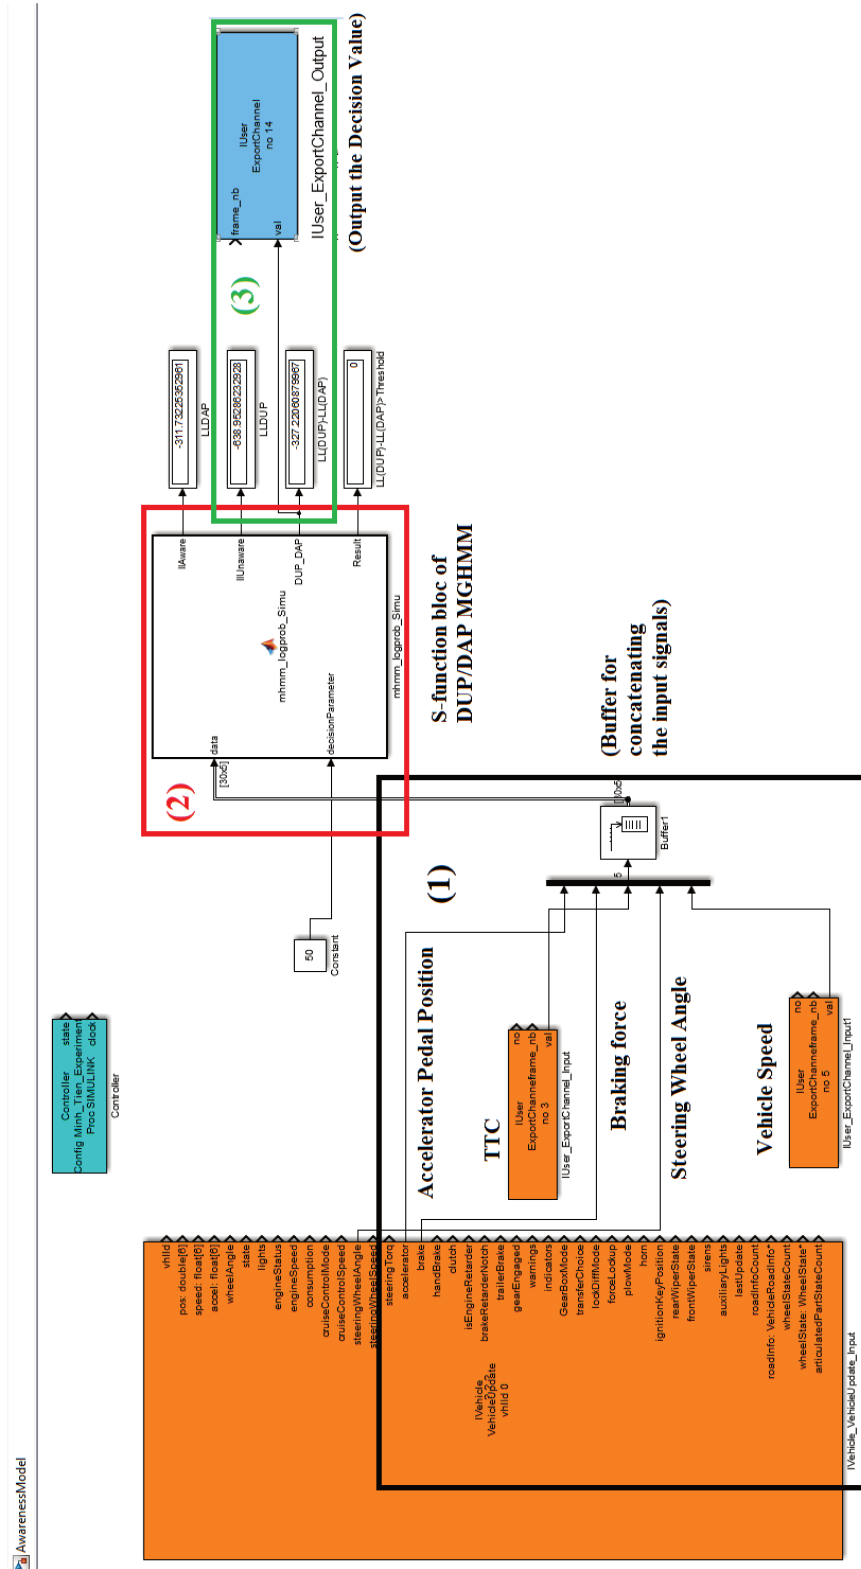 AwarenessModel
Controller
Config Minh_Tien_Experiment
Proc SIMULINK
state
clock
Controller
vhlId
pos: double[6]
speed: float[6]
accel: float[6]
wheelAngle
state
lights
engineStatus
engineSpeed
consumption
cruiseControlMode
cruiseControlSpeed
steeringWheelAngle
steeringWheelSpeed
steeringTorq
accelerator
brake
handBrake
clutch
isEngineRetarder
brakeRetarderNotch
trailerBrake
gearEngaged
warnings
indicators
GearBoxMode
transferChoice
lockDiffMode
forceLockup
plowMode
horn
ignitionKeyPosition
rearWiperState
frontWiperState
sirens
auxiliaryLights
lastUpdate
roadInfoCount
roadInfo: VehicleRoadInfo*
wheelStateCount
wheelState: WheelState*
articulatedPartStateCount
IVehicle
VehicleUpdate
vhlId 0
IVehicle_VehicleUpdate_Input
50
Constant
(1)
Accelerator Pedal Position
TTC
IUser
ExportChannel
no 3
no
frame_nb
val
IUser_ExportChannel_Input
Braking force
Steering Wheel Angle
Vehicle Speed
IUser
ExportChannel
no 5
no
frame_nb
val
IUser_ExportChannel_Input1
5
[30x5]
Buffer1
(Buffer for
concatenating
the input signals)
(2)
data
[30x5]
decisionParameter
mhmm_logprob_Simu
llAware
llUnaware
DUP_DAP
Result
mhmm_logprob_Simu
S-function bloc of
DUP/DAP MGHMM
-311.73225352961
LLDAP
-638.95286232928
LLDUP
-327.22060879967
LL(DUP)-LL(DAP)
0
LL(DUP)-LL(DAP)>Threshold
(3)
frame_nb
val
IUser
ExportChannel
no 14
IUser_ExportChannel_Output
(Output the Decision Value)